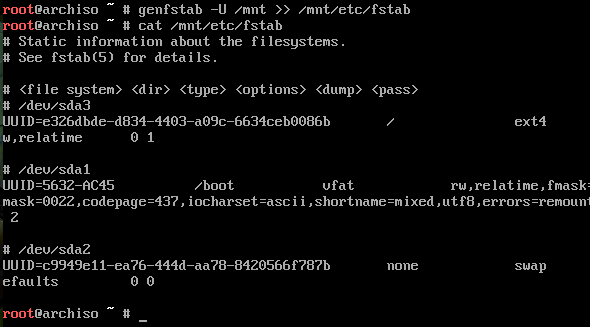 root@archiso ~ # genfstab -U /mnt >> /mnt/etc/fstab
root@archiso ~ # cat /mnt/etc/fstab
# Static information about the filesystems.
# See fstab(5) for details.
# <file system> <dir> <type> <options> <dump> <pass>
# /dev/sda3
UUID=e326dbde-d834-4403-a09c-6634ceb0086b / ext4
w,relatime 0 1
# /dev/sda1
UUID=5632-AC45 /boot vfat rw,relatime,fmask=
mask=0022,codepage=437,iocharset=ascii,shortname=mixed,utf8,errors=remount
2
# /dev/sda2
UUID=c9949e11-ea76-444d-aa78-8420566f787b none swap
efaults 0 0
root@archiso ~ # _